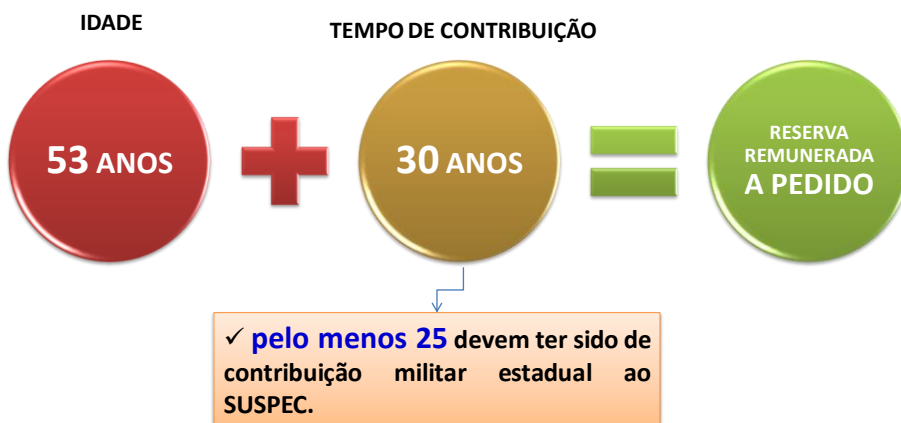 IDADE
TEMPO DE CONTRIBUIÇÃO
53 ANOS
30 ANOS
RESERVA
REMUNERADA
A PEDIDO
✓ pelo menos 25 devem ter sido de
contribuição militar estadual ao
SUSPEC.